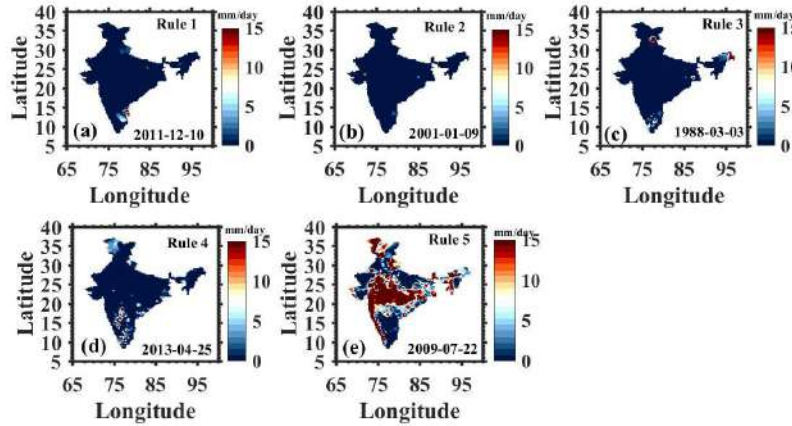 mm/day
40
35
30
25
20
15
10
5
Latitude
Rule 1
(a)
2011-12-10
65 75 85 95
Longitude
15
10
5
0
mm/day
40
35
30
25
20
15
10
5
Latitude
Rule 2
(b)
2001-01-09
65 75 85 95
Longitude
15
10
5
0
mm/day
40
35
30
25
20
15
10
5
Latitude
Rule 3
(c)
1988-03-03
65 75 85 95
Longitude
15
10
5
0
mm/day
40
35
30
25
20
15
10
5
Latitude
Rule 4
(d)
2013-04-25
65 75 85 95
Longitude
15
10
5
0
mm/day
40
35
30
25
20
15
10
5
Latitude
Rule 5
(e)
2009-07-22
65 75 85 95
Longitude
15
10
5
0